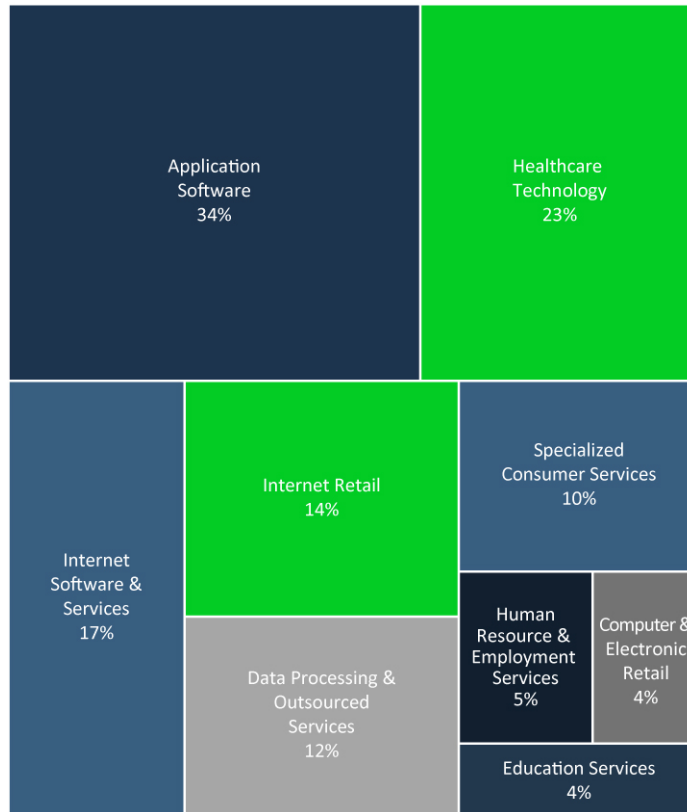 Application
Software
34%
Healthcare
Technology
23%
Internet
Software &
Services
17%
Internet Retail
14%
Data Processing &
Outsourced
Services
12%
Specialized
Consumer Services
10%
Human
Resource &
Employment
Services
5%
Computer &
Electronic
Retail
4%
Education Services
4%